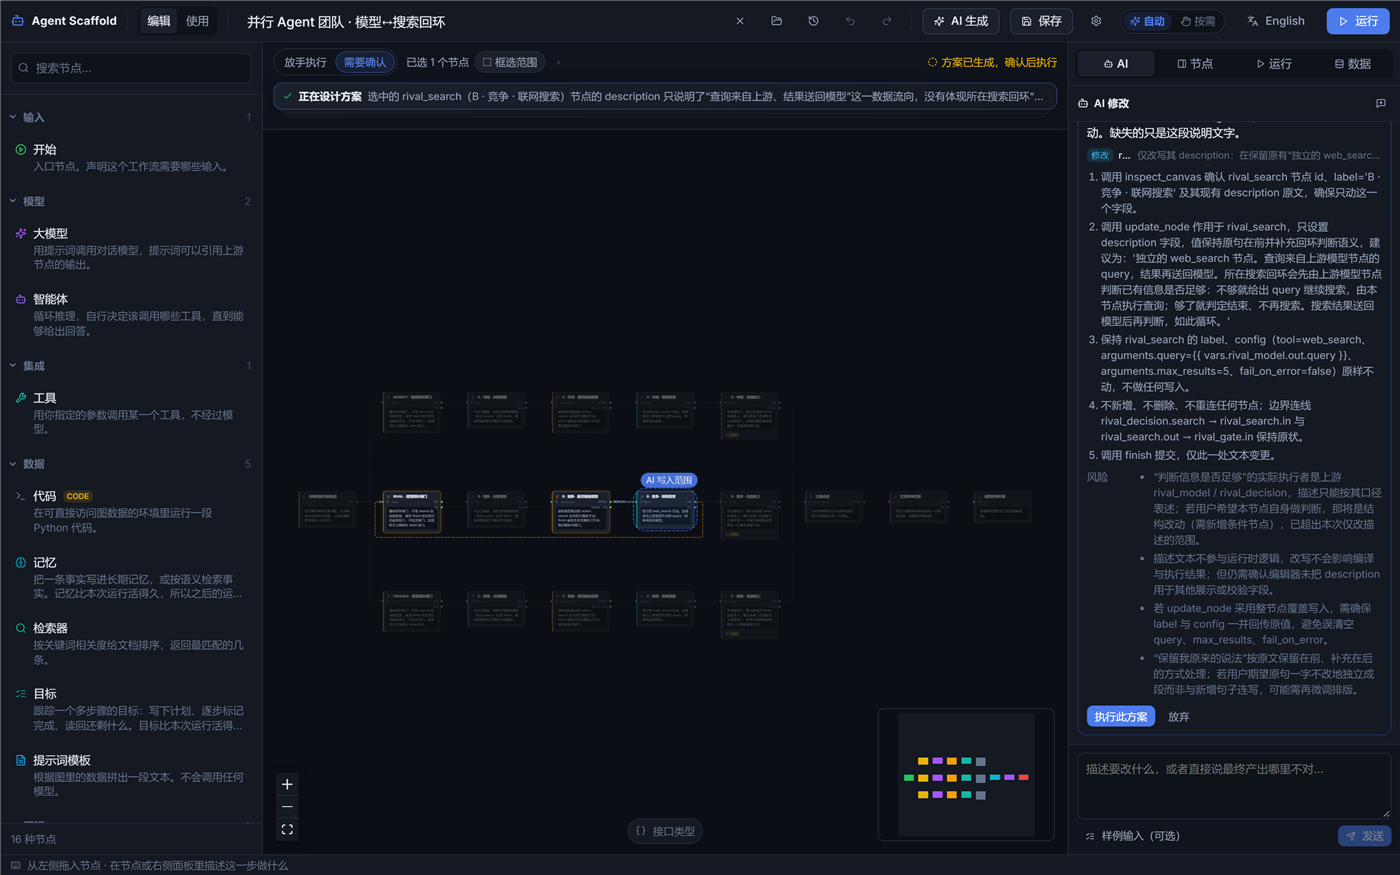 Agent Scaffold
编辑
使用
并行 Agent 团队 · 模型↔搜索回环
AI 生成
保存
自动
按需
English
运行
搜索节点...
输入
1
开始
入口节点。声明这个工作流需要哪些输入。
模型
2
大模型
用提示词调用对话模型，提示词可以引用上游
节点的输出。
智能体
循环推理，自行决定该调用哪些工具，直到能
够给出回答。
集成
1
工具
用你指定的参数调用某一个工具，不经过模
型。
数据
5
代码
CODE
在可直接访问图数据的环境里运行一段
Python 代码。
记忆
把一条事实写进长期记忆，或按语义检索事
实。记忆比本次运行活得久，所以之后的运...
检索器
按关键词相关度给文档排序，返回最匹配的几
条。
目标
跟踪一个多步骤的目标：写下计划、逐步标记
完成、读回还剩什么。目标比本次运行活得...
提示词模板
根据图里的数据拼出一段文本。不会调用任何
模型。
16 种节点
从左侧拖入节点 · 在节点或右侧面板里描述这一步做什么
放手执行
需要确认
已选 1 个节点
框选范围
方案已生成，确认后执行
正在设计方案
选中的 rival_search（B · 竞争 · 联网搜索）节点的 description 只说明了“查询来自上游、结果送回模型”这一数据流向，没有体现所在搜索回环”...
AI 写入范围
接口类型
AI
节点
运行
数据
AI 修改
动。缺失的只是这段说明文字。
修改
r...
仅改写其 description：在保留原有“独立的 web_searc...
1. 调用 inspect_canvas 确认 rival_search 节点 id、label='B ·
竞争 · 联网搜索' 及其现有 description 原文，确保只动这一
个字段。
2. 调用 update_node 作用于 rival_search，只设置
description 字段，值保持原句在前并补充回环判断语义，建
议为：'独立的 web_search 节点。查询来自上游模型节点的
query，结果再送回模型。所在搜索回环会先由上游模型节点
判断已有信息是否足够：不够就给出 query 继续搜索，由本
节点执行查询；够了就判定结束、不再搜索。搜索结果送回
模型后再判断，如此循环。'
3. 保持 rival_search 的 label、config（tool=web_search、
arguments.query={{ vars.rival_model.out.query }}、
arguments.max_results=5、fail_on_error=false）原样不
动，不做任何写入。
4. 不新增、不删除、不重连任何节点；边界连线
rival_decision.search → rival_search.in 与
rival_search.out → rival_gate.in 保持原状。
5. 调用 finish 提交，仅此一处文本变更。
风险
• “判断信息是否足够”的实际执行者是上游
rival_model / rival_decision，描述只能按其口径
表述；若用户希望本节点自身做判断，那将是
结构改动（需新增条件节点），已超出本次仅改描
述的范围。
• 描述文本不参与运行时逻辑，改写不会影响编译
与执行结果；但仍需确认编辑器未把 description
用于其他展示或校验字段。
• 若 update_node 采用整节点覆盖写入，需确保
label 与 config 一并回传原值，避免误清空
query、max_results、fail_on_error。
• “保留我原来的说法”按原文保留在前、补充在后
的方式处理；若用户期望原句一字不改地独立成
段而非与新增句子连写，可能需再微调排版。
执行此方案
放弃
描述要改什么，或者直接说最终产出哪里不对...
样例输入（可选）
发送